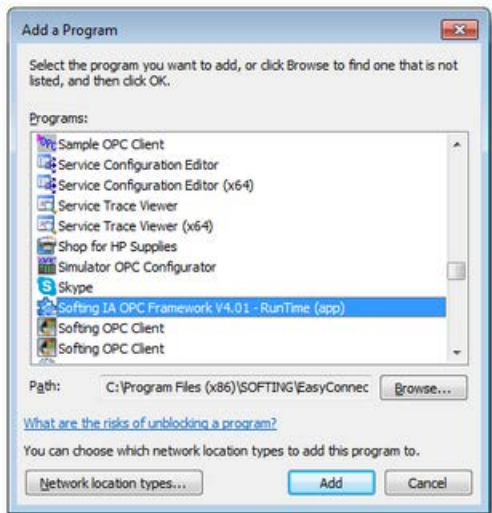 Add a Program
Select the program you want to add, or click Browse to find one that is not
listed, and then click OK.
Programs:
Sample OPC Client
Service Configuration Editor
Service Configuration Editor (x64)
Service Trace Viewer
Service Trace Viewer (x64)
Shop for HP Supplies
Simulator OPC Configurator
Skype
Softing IA OPC Framework V4.01 - RunTime (app)
Softing OPC Client
Softing OPC Client
Path: C:\Program Files (x86)\SOFTING\EasyConnec Browse...
What are the risks of unblocking a program?
You can choose which network location types to add this program to.
Network location types... Add Cancel